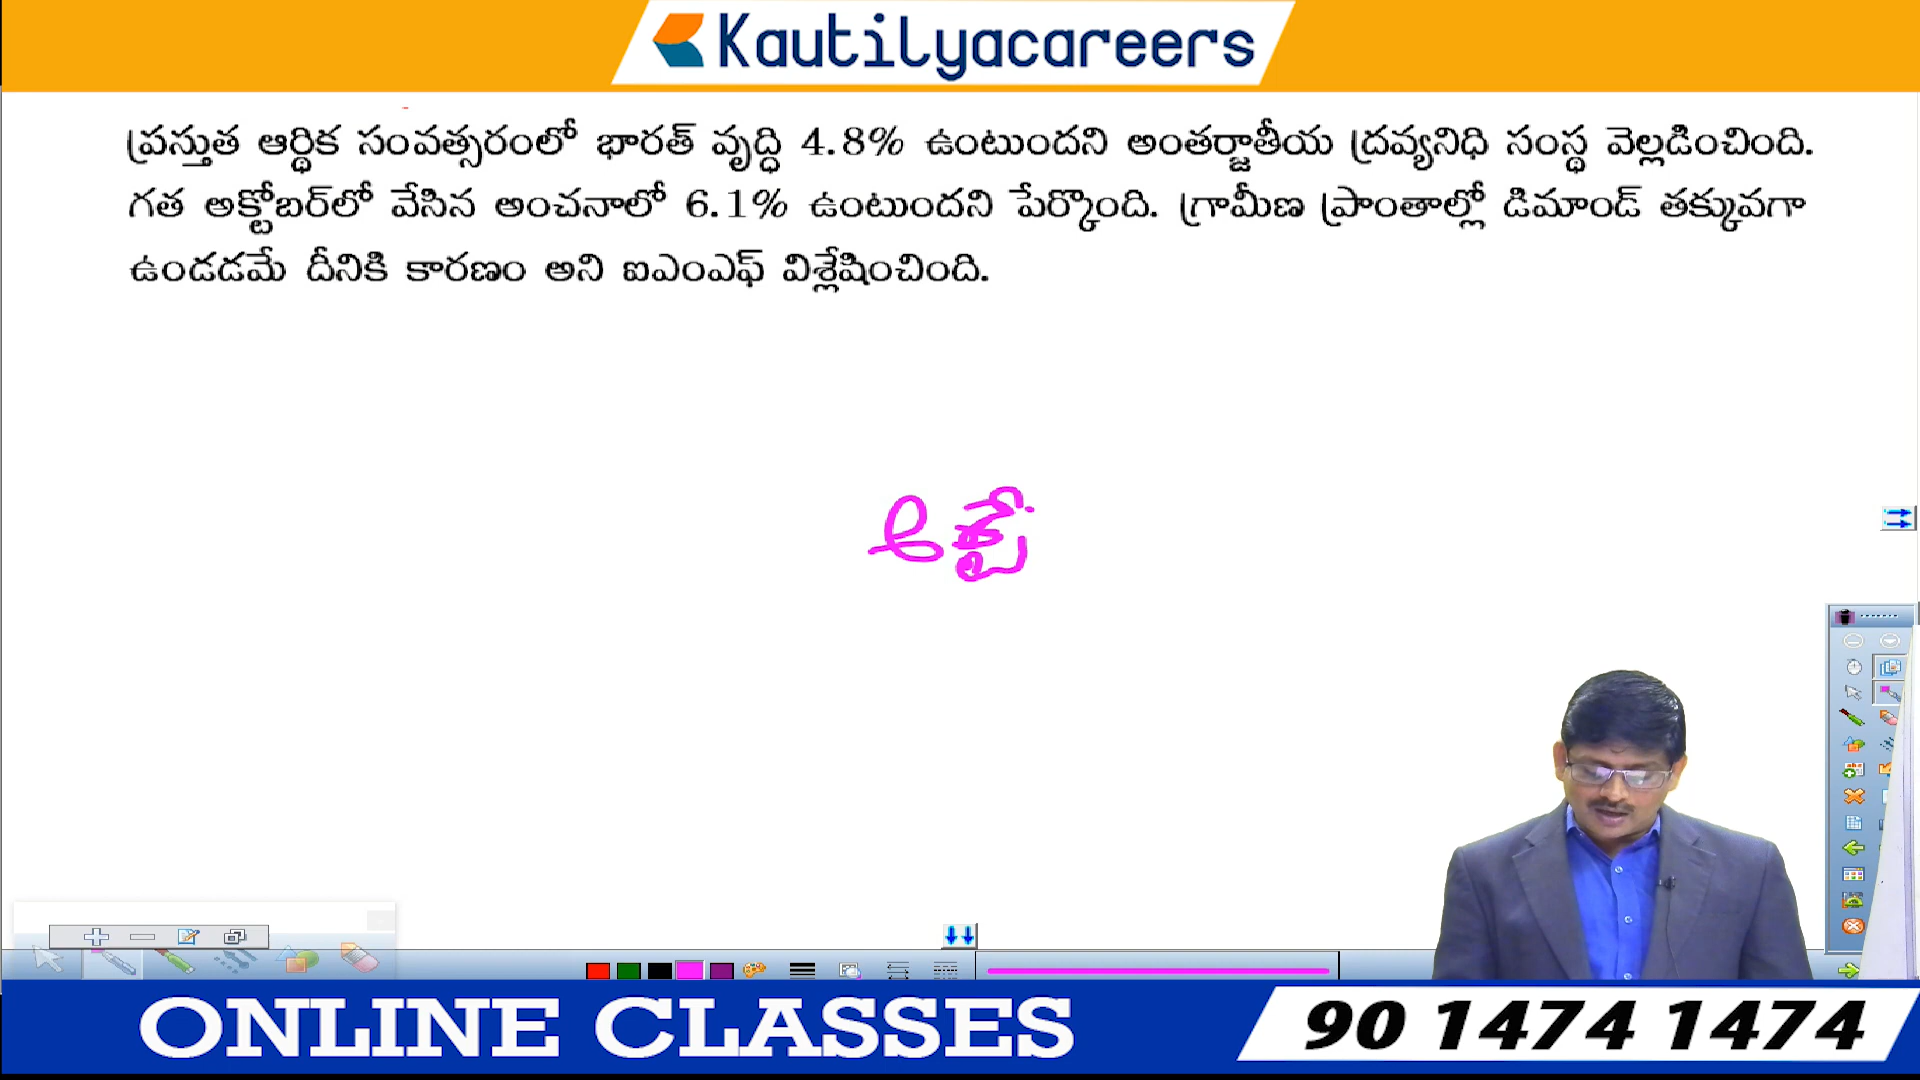 Kautilyacareers
ప్రస్తుత ఆర్థిక సంవత్సరంలో భారత్ వృద్ధి 4.8% ఉంటుందని అంతర్జాతీయ ద్రవ్యనిధి సంస్థ వెల్లడించింది.
గత అక్టోబర్‌లో వేసిన అంచనాలో 6.1% ఉంటుందని పేర్కొంది. గ్రామీణ ప్రాంతాల్లో డిమాండ్ తక్కువగా
ఉండడమే దీనికి కారణం అని ఐఎంఎఫ్ విశ్లేషించింది.
ONLINE CLASSES
90 1474 1474